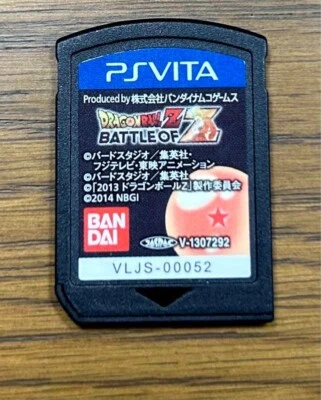 PSVITA
Produced by 株式会社バンダイナムコゲームス
DRAGON BALL Z
BATTLE OF Z
©バードスタジオ/集英社・
フジテレビ・東映アニメーション
©バードスタジオ/集英社
©「2013 ドラゴンボールZ」製作委員会
©2014 NBGI
BAN
DAI
V-1307292
VLJS-00052